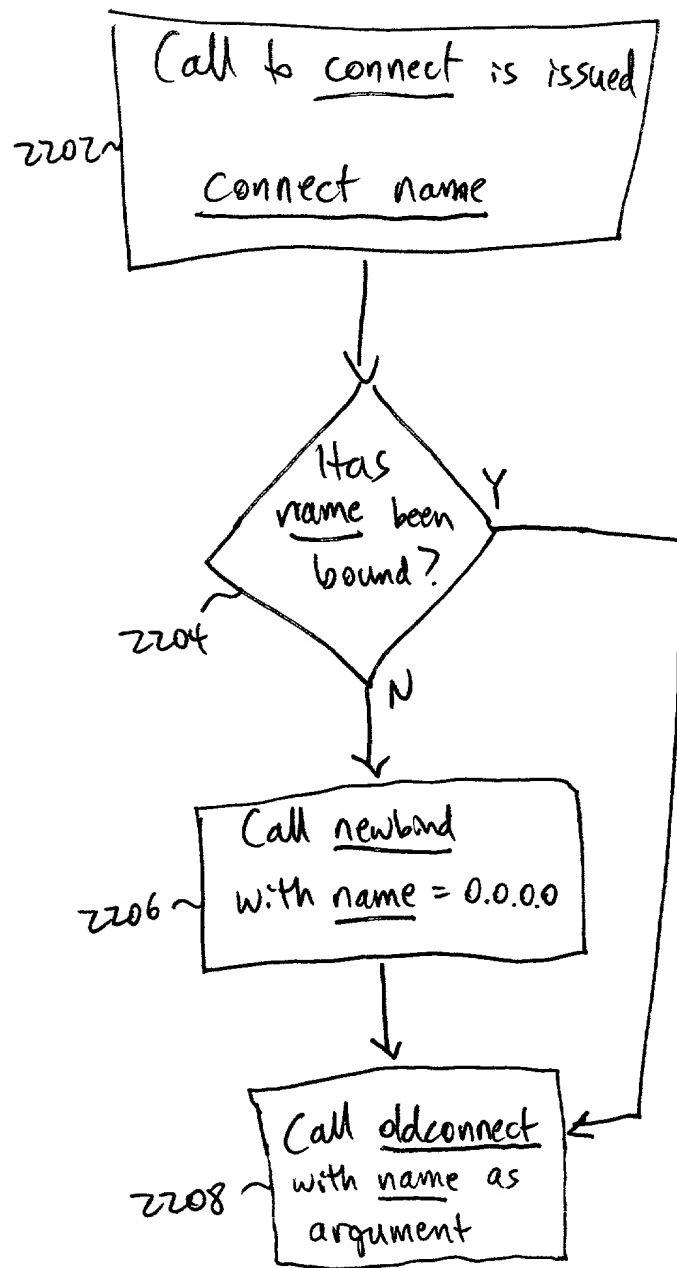 Call to connect is issued
2202
connect name
Has
name been
bound?
Y
2204
N
Call newbind
with name = 0.0.0.0
2206
Call oldconnect
with name as
argument
2208